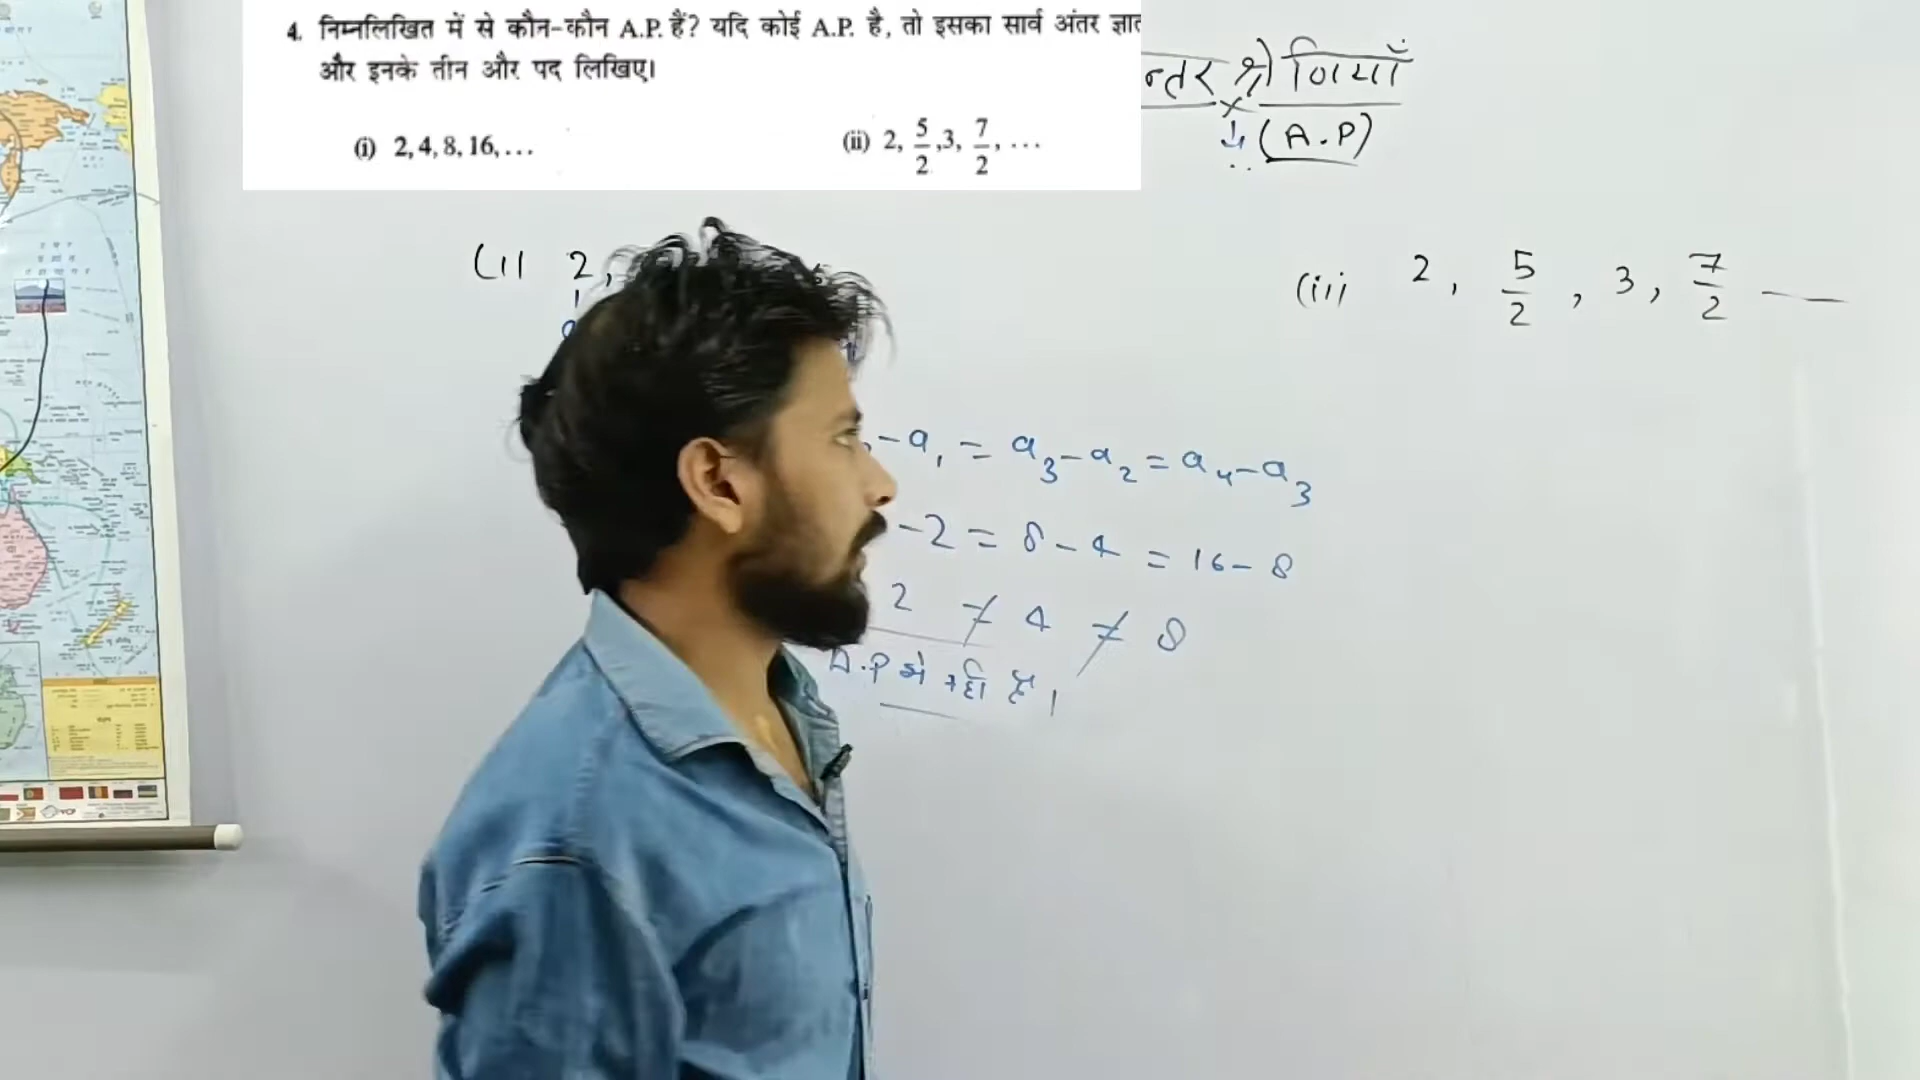 4. निम्नलिखित में से कौन-कौन A.P. हैं? यदि कोई A.P. है, तो इसका सार्व अंतर ज्ञात
और इनके तीन और पद लिखिए।
(i) 2, 4, 8, 16, ...
(ii) 2, 5/2, 3, 7/2, ...
न्तर श्रेणियाँ
(A.P)
(i) 2,
(ii) 2, 5/2, 3, 7/2
- a₁ = a₃ - a₂ = a₄ - a₃
- 2 = 8 - 4 = 16 - 8
2 ≠ 4 ≠ 8
A.P में नहीं है।